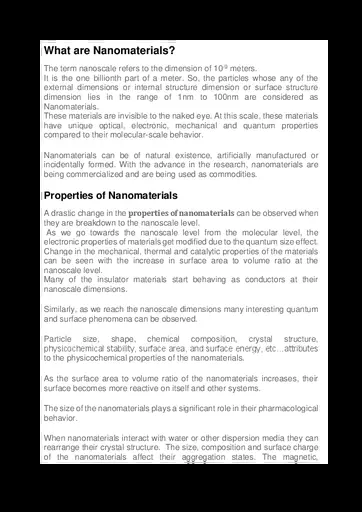 What are Nanomaterials?
The term nanoscale refers to the dimension of 10⁻⁹ meters.
It is the one billionth part of a meter. So, the particles whose any of the
external dimensions or internal structure dimension or surface structure
dimension lies in the range of 1nm to 100nm are considered as
Nanomaterials.
These materials are invisible to the naked eye. At this scale, these materials
have unique optical, electronic, mechanical and quantum properties
compared to their molecular-scale behavior.
Nanomaterials can be of natural existence, artificially manufactured or
incidentally formed. With the advance in the research, nanomaterials are
being commercialized and are being used as commodities.
Properties of Nanomaterials
A drastic change in the properties of nanomaterials can be observed when
they are breakdown to the nanoscale level.
As we go towards the nanoscale level from the molecular level, the
electronic properties of materials get modified due to the quantum size effect.
Change in the mechanical, thermal and catalytic properties of the materials
can be seen with the increase in surface area to volume ratio at the
nanoscale level.
Many of the insulator materials start behaving as conductors at their
nanoscale dimensions.
Similarly, as we reach the nanoscale dimensions many interesting quantum
and surface phenomena can be observed.
Particle size, shape, chemical composition, crystal structure,
physicochemical stability, surface area, and surface energy, etc...attributes
to the physicochemical properties of the nanomaterials.
As the surface area to volume ratio of the nanomaterials increases, their
surface becomes more reactive on itself and other systems.
The size of the nanomaterials plays a significant role in their pharmacological
behavior.
When nanomaterials interact with water or other dispersion media they can
rearrange their crystal structure. The size, composition and surface charge
of the nanomaterials affect their aggregation states. The magnetic,